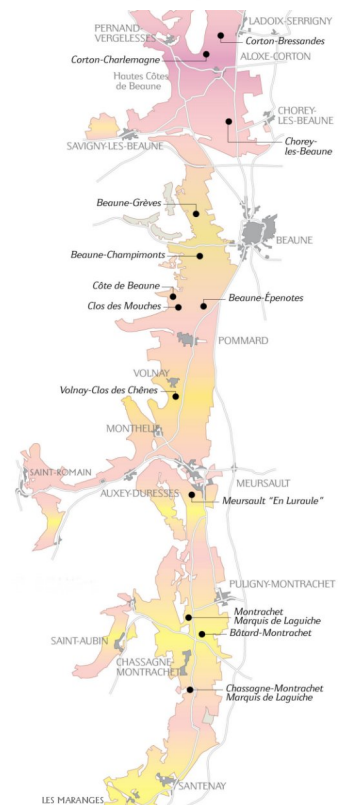 PERNAND-
VERGELESSES
LADOIX-SERRIGNY
Corton-Bressandes
Corton-Charlemagne
ALOXE-CORTON
Hautes Côtes
de Beaune
CHOREY-
LES-BEAUNE
SAVIGNY-LES-BEAUNE
Chorey-
les-Beaune
Beaune-Grèves
BEAUNE
Beaune-Champimonts
Côte de Beaune
Clos des Mouches
Beaune-Épenotes
POMMARD
VOLNAY
Volnay-Clos des Chênes
MONTHELIE
SAINT-ROMAIN
MEURSAULT
AUXEY-DURESSES
Meursault "En Luraule"
PULIGNY-MONTRACHET
Montrachet
Marquis de Laguiche
Bâtard-Montrachet
SAINT-AUBIN
CHASSAGNE-
MONTRACHET
Chassagne-Montrachet
Marquis de Laguiche
SANTENAY
LES MARANGES